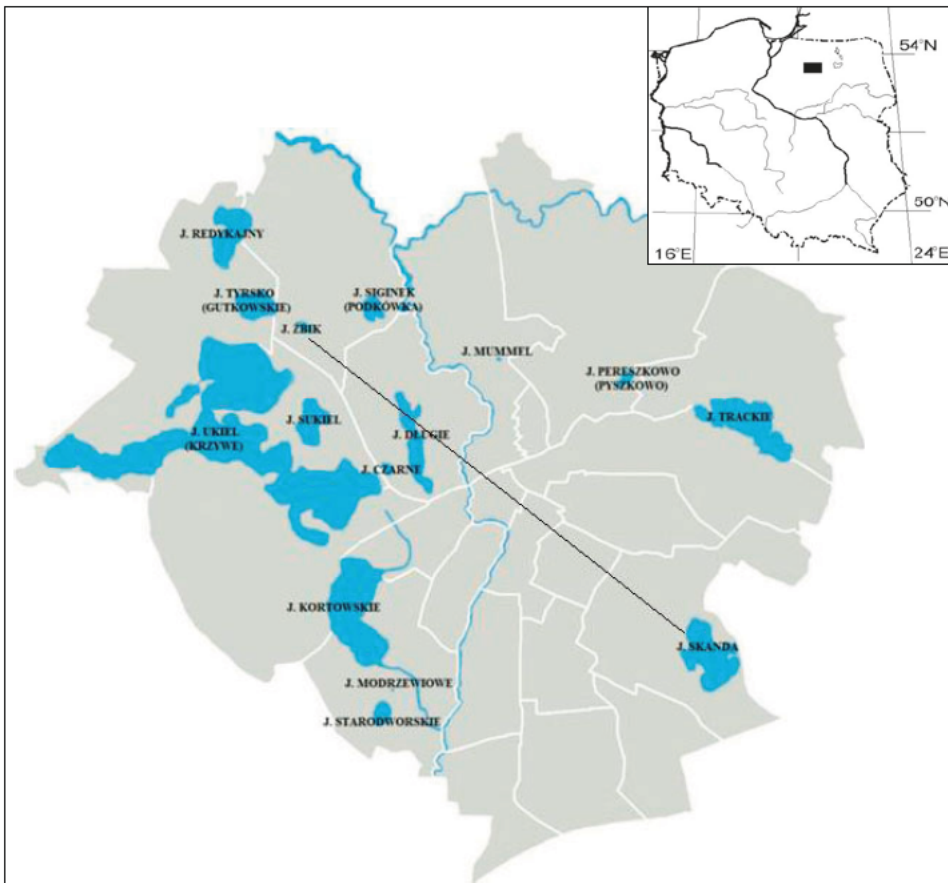 54°N
50°N
16°E
24°E
J. REDYKAJNY
J. TYRSKO
(GUTKOWSKIE)
J. SIGINEK
(PODKÓWKA)
J. ŻBIK
J. MUMMEL
J. PERESZKOWO
(PYSZKOWO)
J. TRACKIE
J. SUKIEL
J. UKIEL
(KRZYWE)
J. DŁUGIE
J. CZARNE
J. KORTOWSKIE
J. SKANDA
J. MODRZEWIOWE
J. STARODWORSKIE